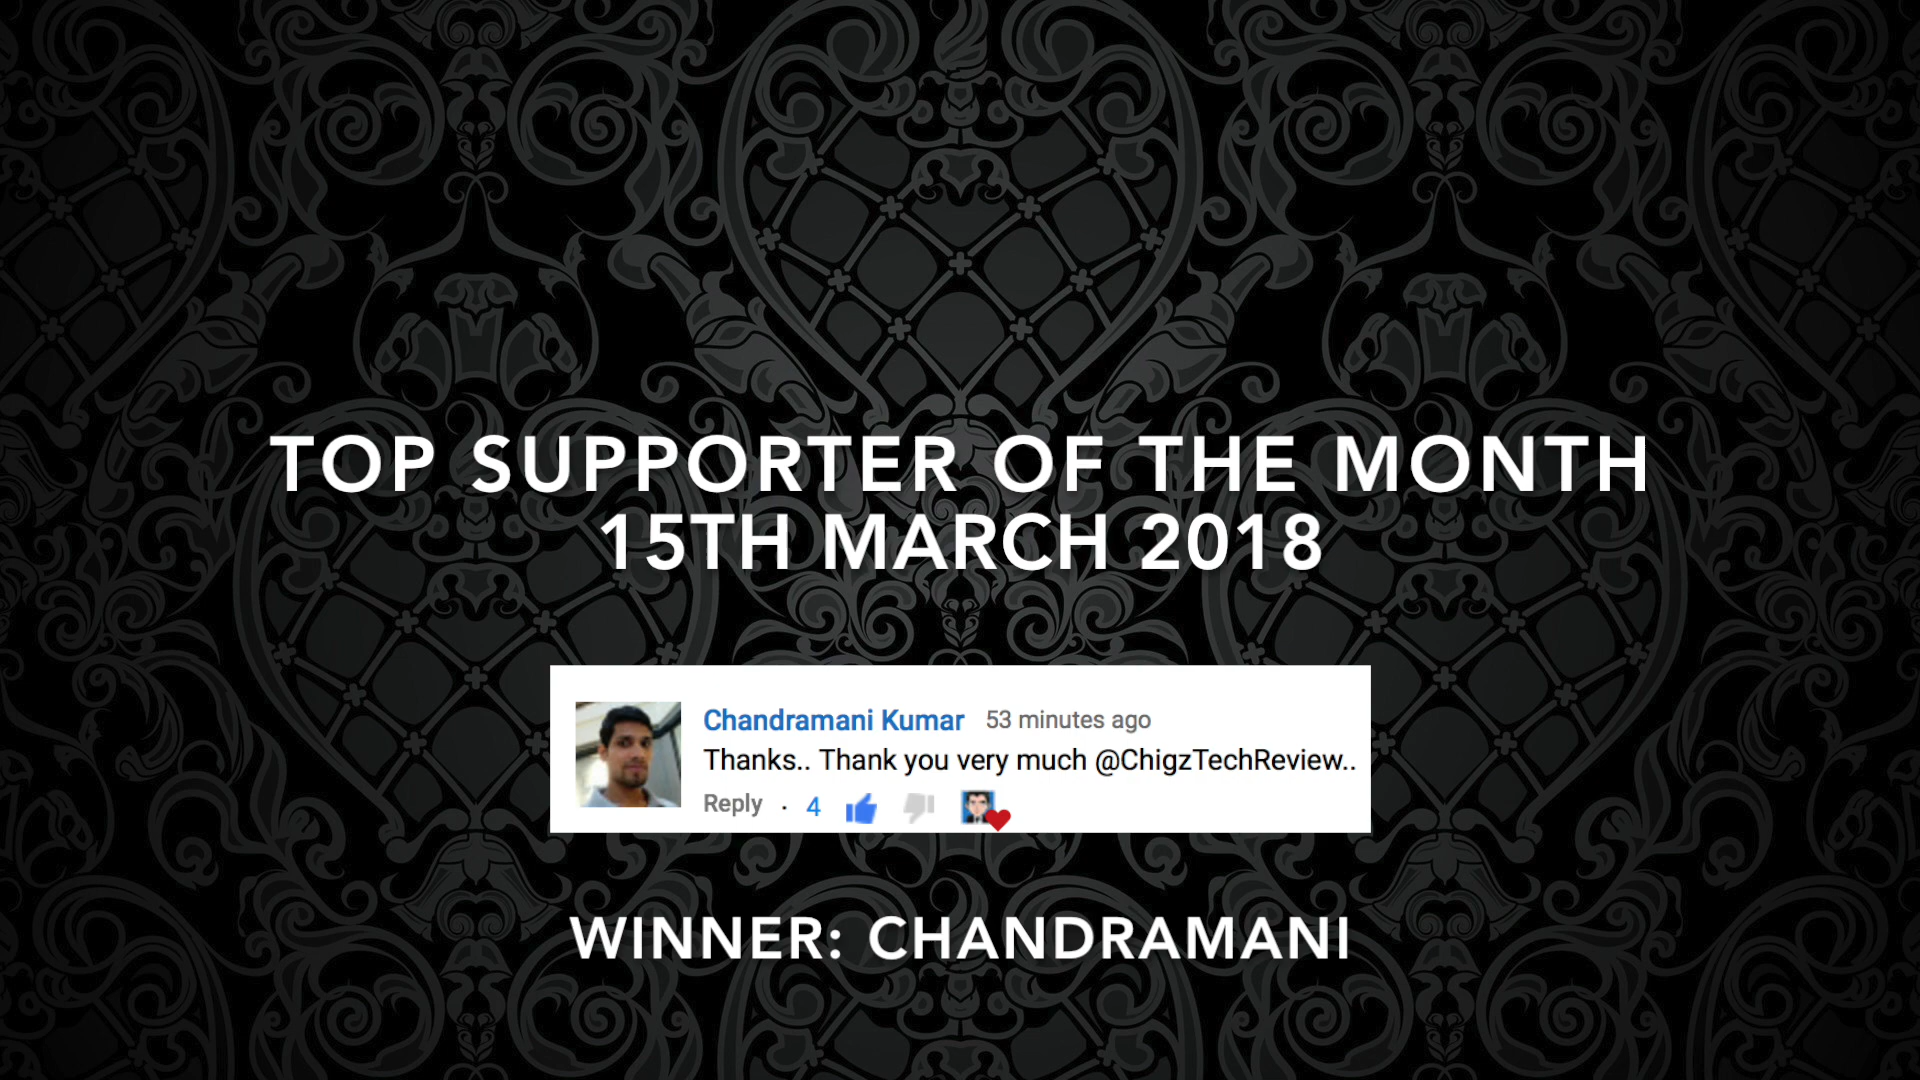 TOP SUPPORTER OF THE MONTH
15TH MARCH 2018
Chandramani Kumar 53 minutes ago
Thanks.. Thank you very much @ChigzTechReview..
Reply · 4
WINNER: CHANDRAMANI